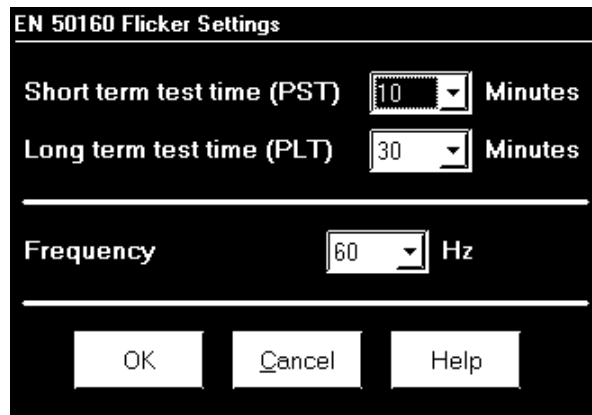 EN 50160 Flicker Settings
Short term test time (PST) 10 Minutes
Long term test time (PLT) 30 Minutes
Frequency 60 Hz
OK Cancel Help